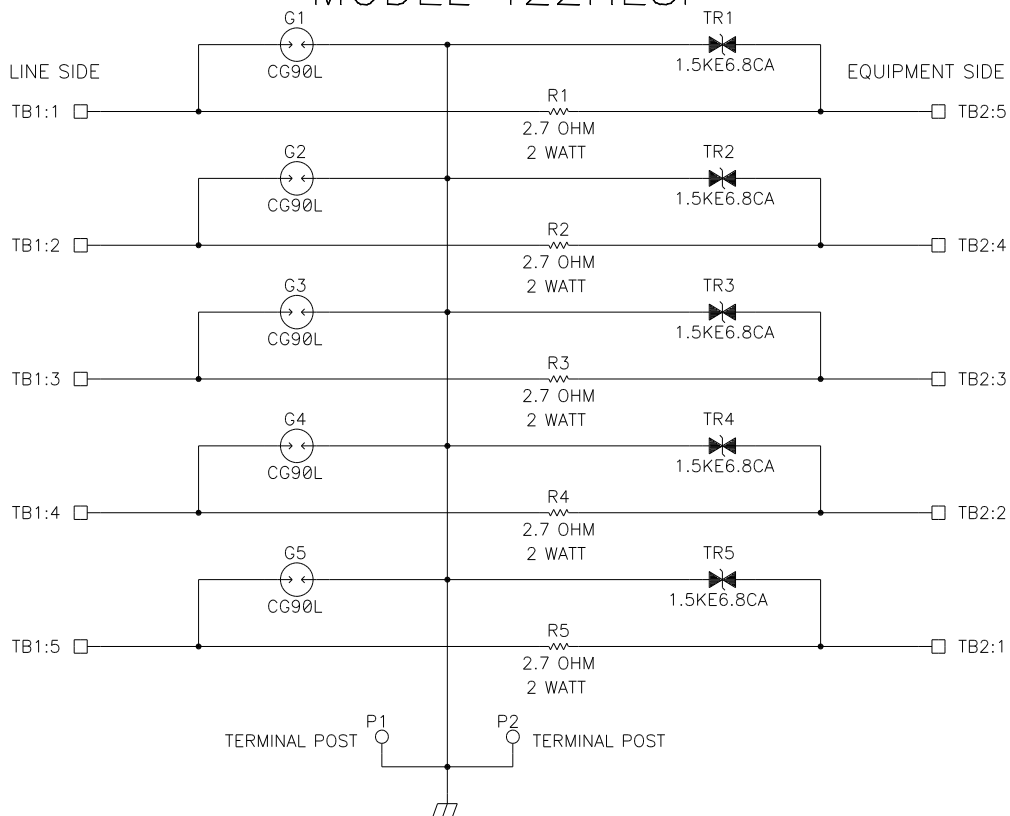 MODEL
G1
TR1
CG90L
1.5KE6.8CA
LINE SIDE
EQUIPMENT SIDE
TB1:1
R1
TB2:5
2.7 OHM
2 WATT
G2
TR2
CG90L
1.5KE6.8CA
TB1:2
R2
TB2:4
2.7 OHM
2 WATT
G3
TR3
CG90L
1.5KE6.8CA
TB1:3
R3
TB2:3
2.7 OHM
2 WATT
G4
TR4
CG90L
1.5KE6.8CA
TB1:4
R4
TB2:2
2.7 OHM
2 WATT
G5
TR5
CG90L
1.5KE6.8CA
TB1:5
R5
TB2:1
2.7 OHM
2 WATT
P1
P2
TERMINAL POST
TERMINAL POST